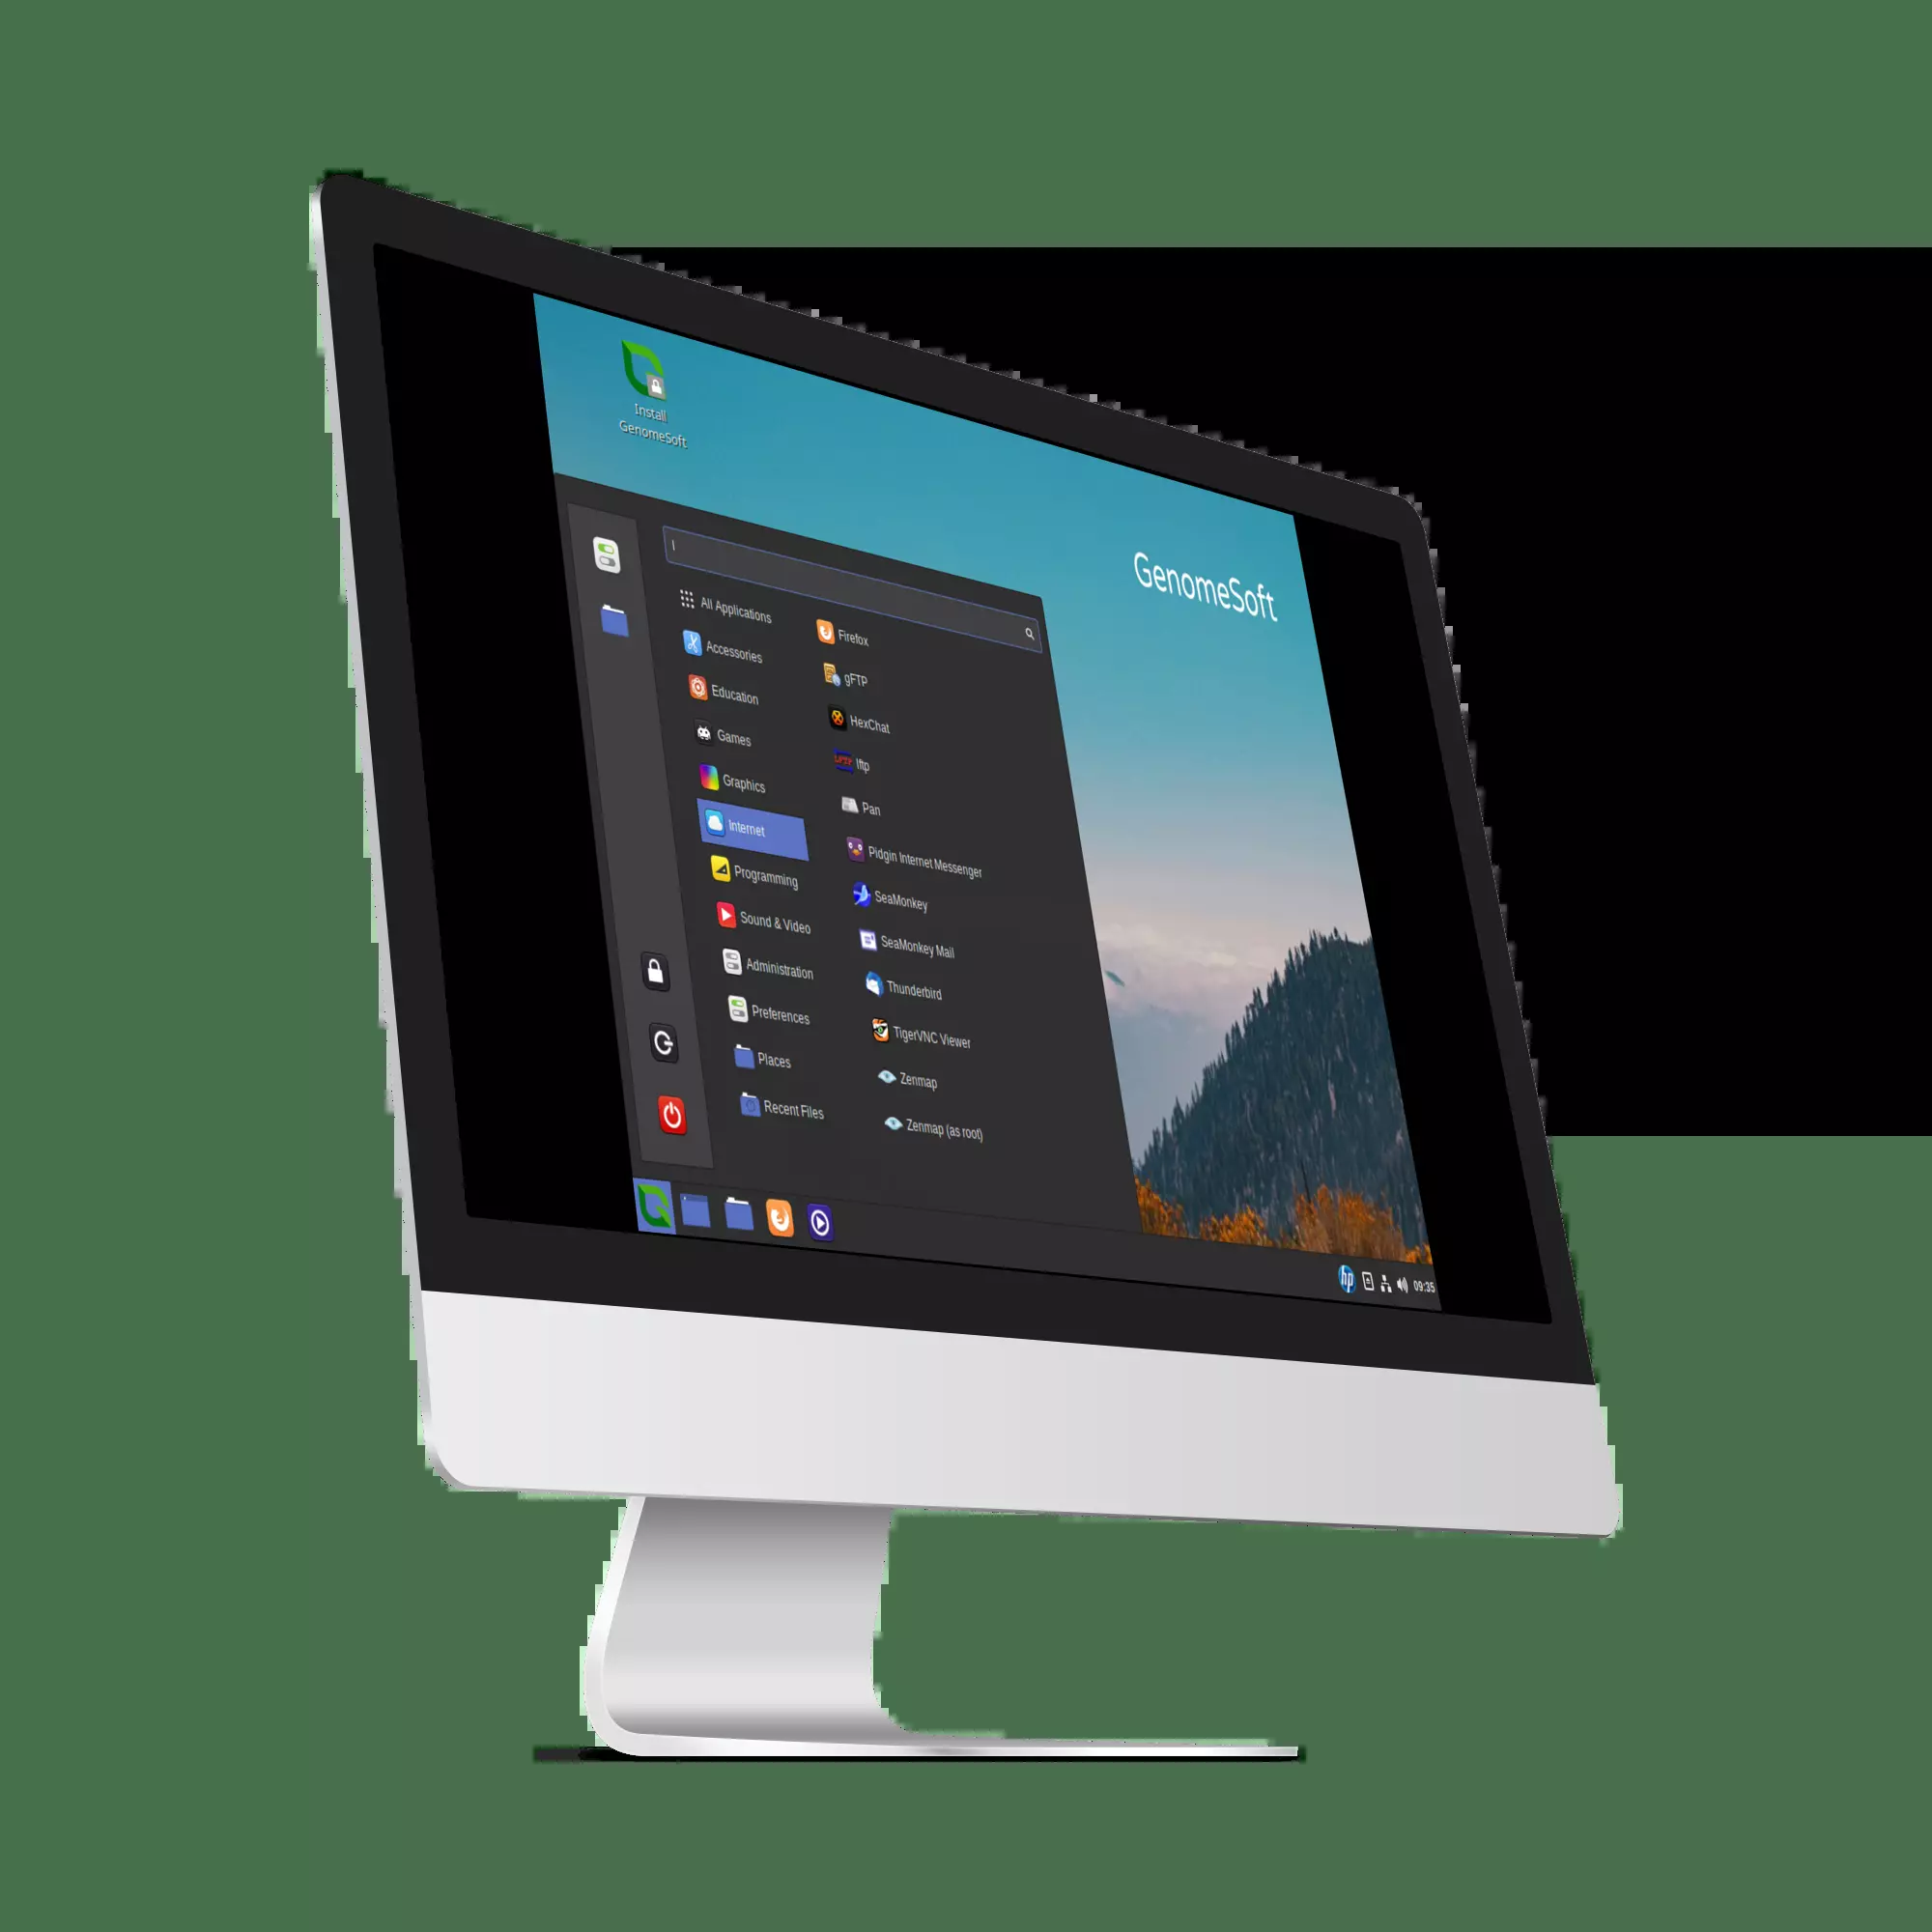 Install
GenomeSoft
GenomeSoft
All Applications
Accessories
Education
Games
Graphics
Internet
Programming
Sound & Video
Administration
Preferences
Places
Recent Files
Firefox
gFTP
HexChat
lftp
Pan
Pidgin Internet Messenger
SeaMonkey
SeaMonkey Mail
Thunderbird
TigerVNC Viewer
Zenmap
Zenmap (as root)
hp
09:35